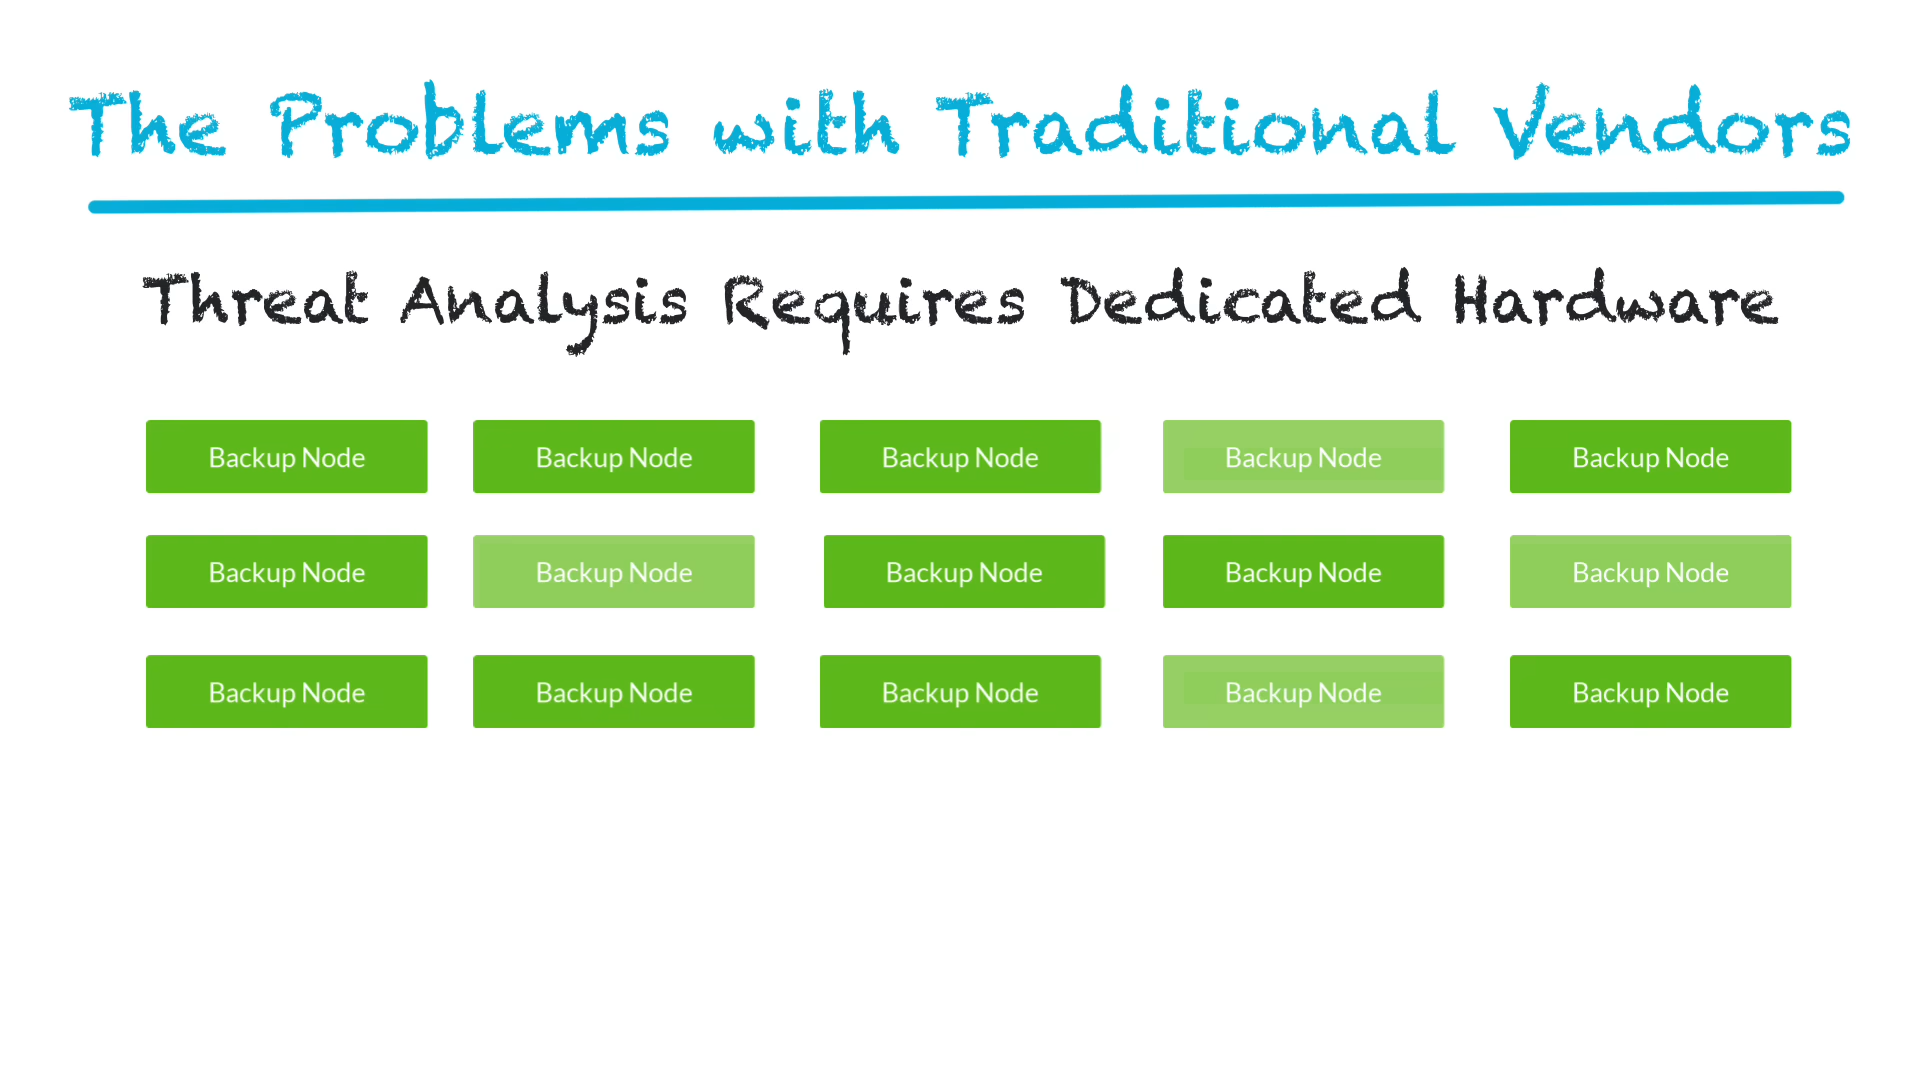 The Problems with Traditional Vendors
Threat Analysis Requires Dedicated Hardware
Backup Node Backup Node Backup Node Backup Node Backup Node
Backup Node Backup Node Backup Node Backup Node Backup Node
Backup Node Backup Node Backup Node Backup Node Backup Node